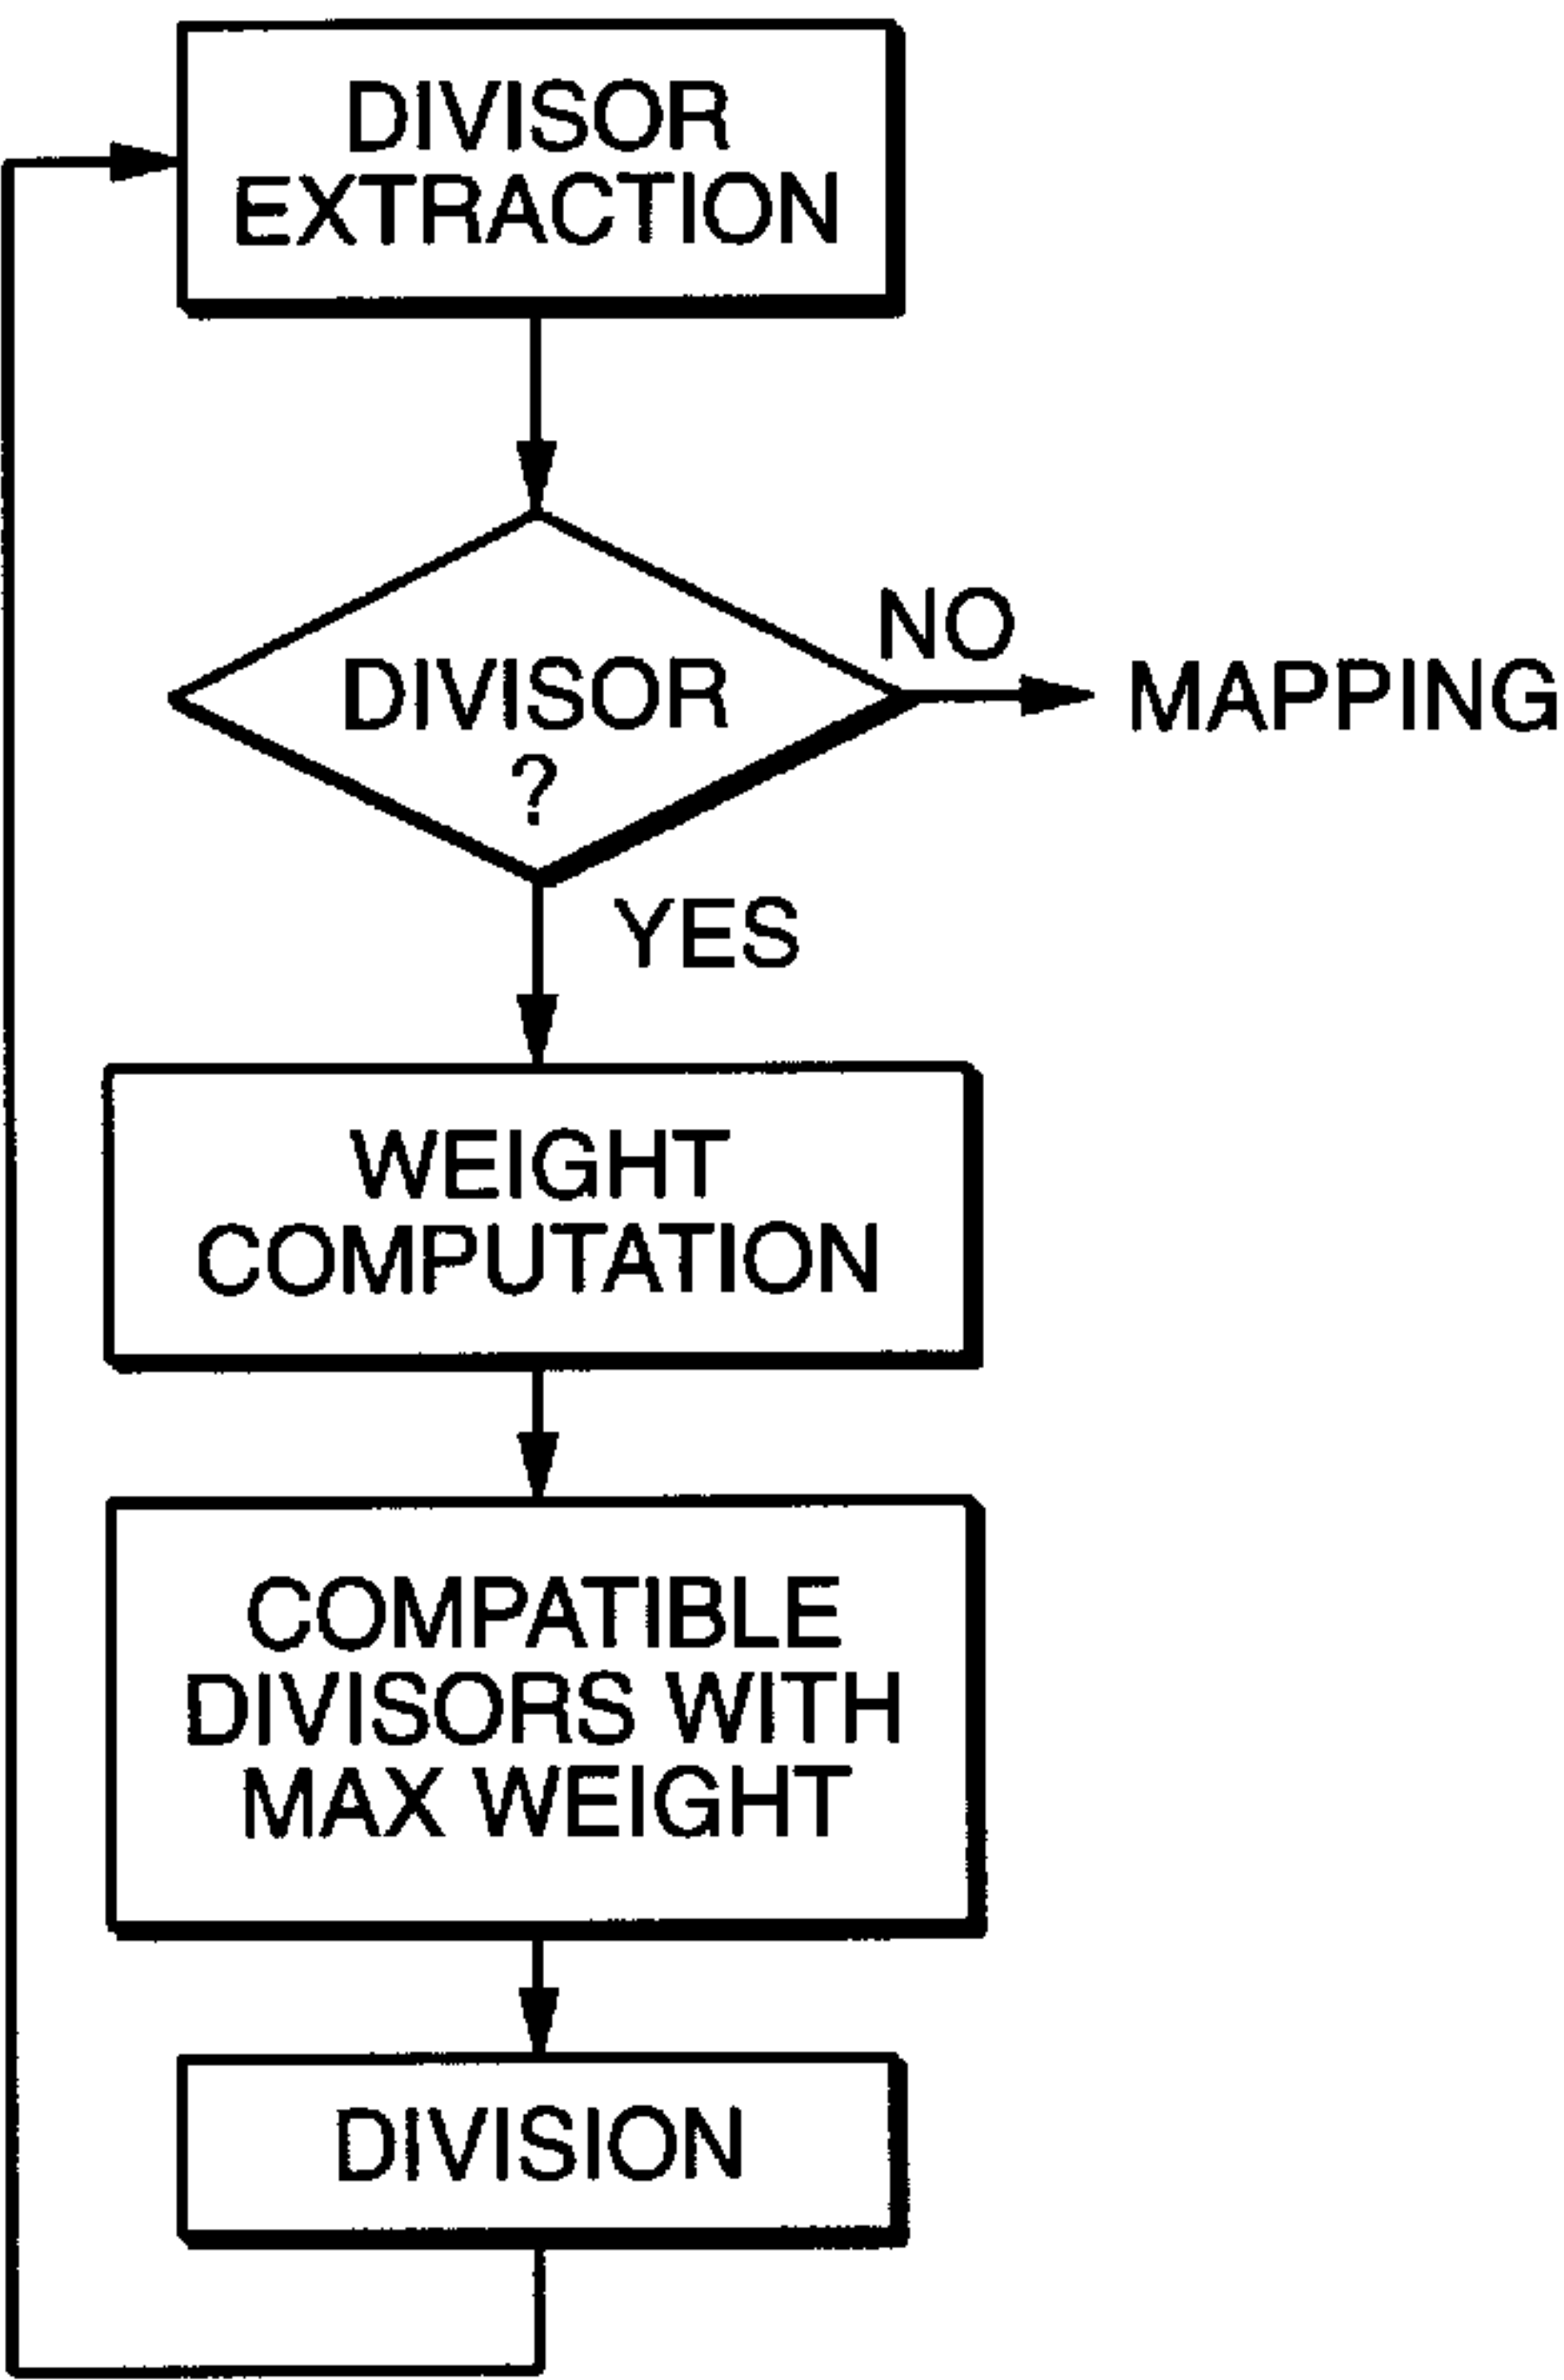 DIVISOR
EXTRACTION
DIVISOR
?
NO
MAPPING
YES
WEIGHT
COMPUTATION
COMPATIBLE
DIVISORS WITH
MAX WEIGHT
DIVISION